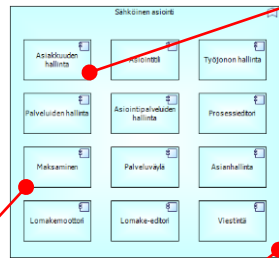 Sähköinen asiointi
Asiakkuuden
hallinta
Asiointitili
Työjonon hallinta
Palveluiden hallinta
Asiointipalveluiden
hallinta
Prosessieditori
Maksaminen
Palveluväylä
Asianhallinta
Lomakemoottori
Lomake-editori
Viestintä